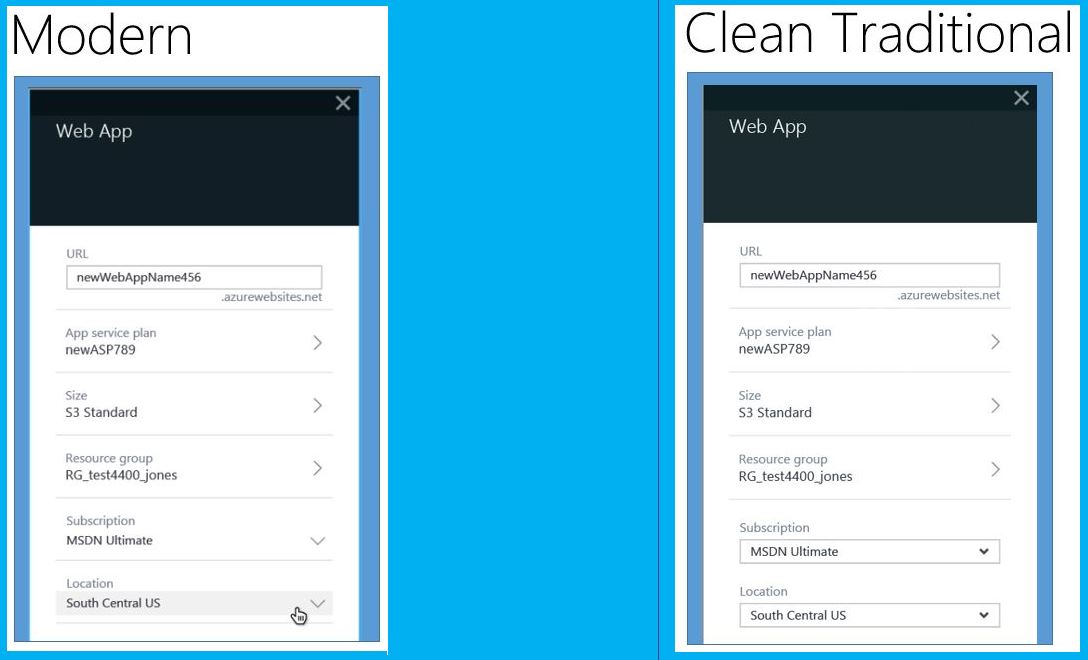 Modern
Web App
URL
newWebAppName456
.azurewebsites.net
App service plan
newASP789
Size
S3 Standard
Resource group
RG_test4400_jones
Subscription
MSDN Ultimate
Location
South Central US
Clean Traditional
Web App
URL
newWebAppName456
.azurewebsites.net
App service plan
newASP789
Size
S3 Standard
Resource group
RG_test4400_jones
Subscription
MSDN Ultimate
Location
South Central US